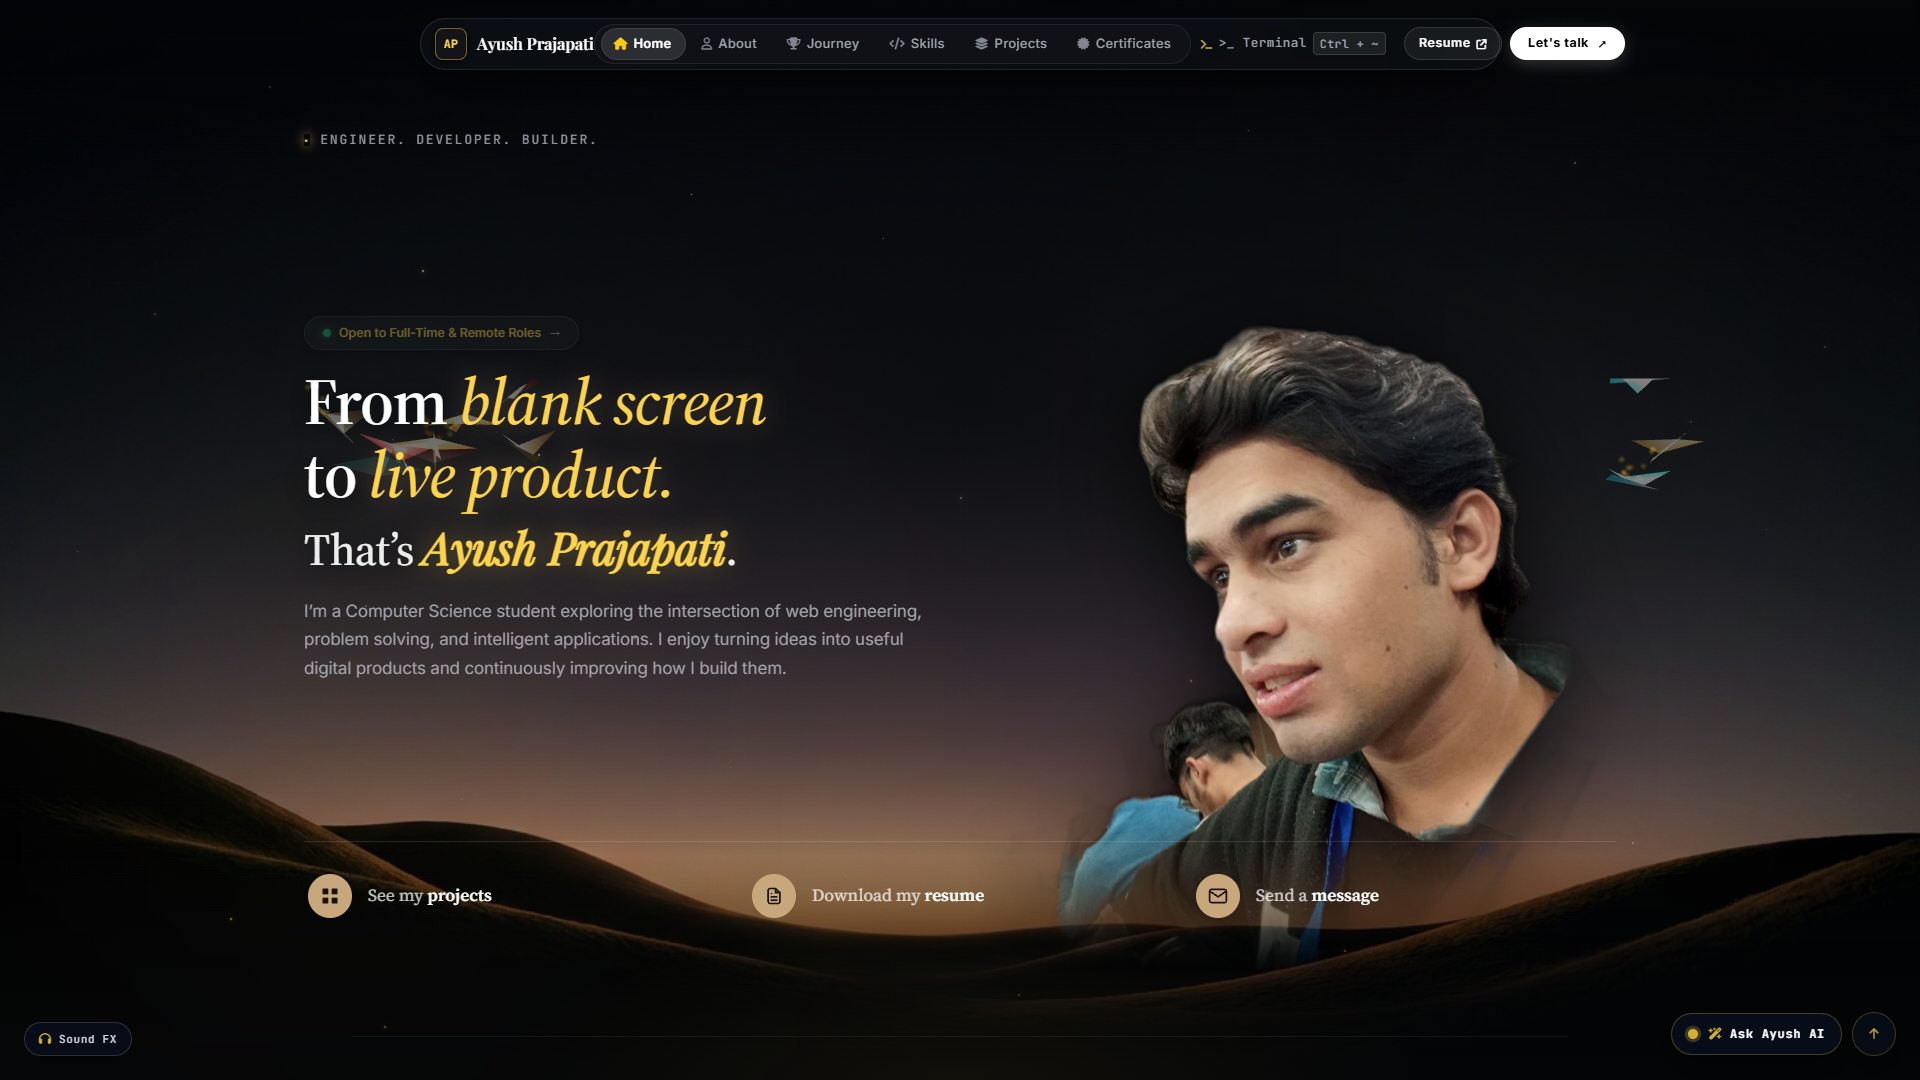 AP Ayush Prajapati Home About Journey Skills Projects Certificates >_ Terminal Ctrl + ~ Resume Let's talk ↗
ENGINEER. DEVELOPER. BUILDER.
Open to Full-Time & Remote Roles →
From blank screen
to live product.
That's Ayush Prajapati.
I'm a Computer Science student exploring the intersection of web engineering,
problem solving, and intelligent applications. I enjoy turning ideas into useful
digital products and continuously improving how I build them.
See my projects
Download my resume
Send a message
Sound FX
Ask Ayush AI